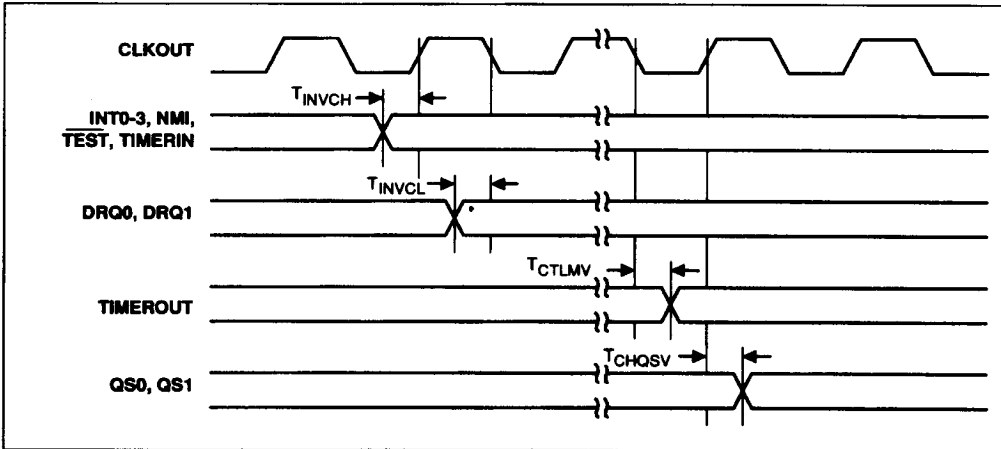 CLKOUT
TINVCH
INT0-3, NMI,
TEST, TIMERIN
TINVCL
DRQ0, DRQ1
TCTLMV
TIMEROUT
TCHQSV
QS0, QS1